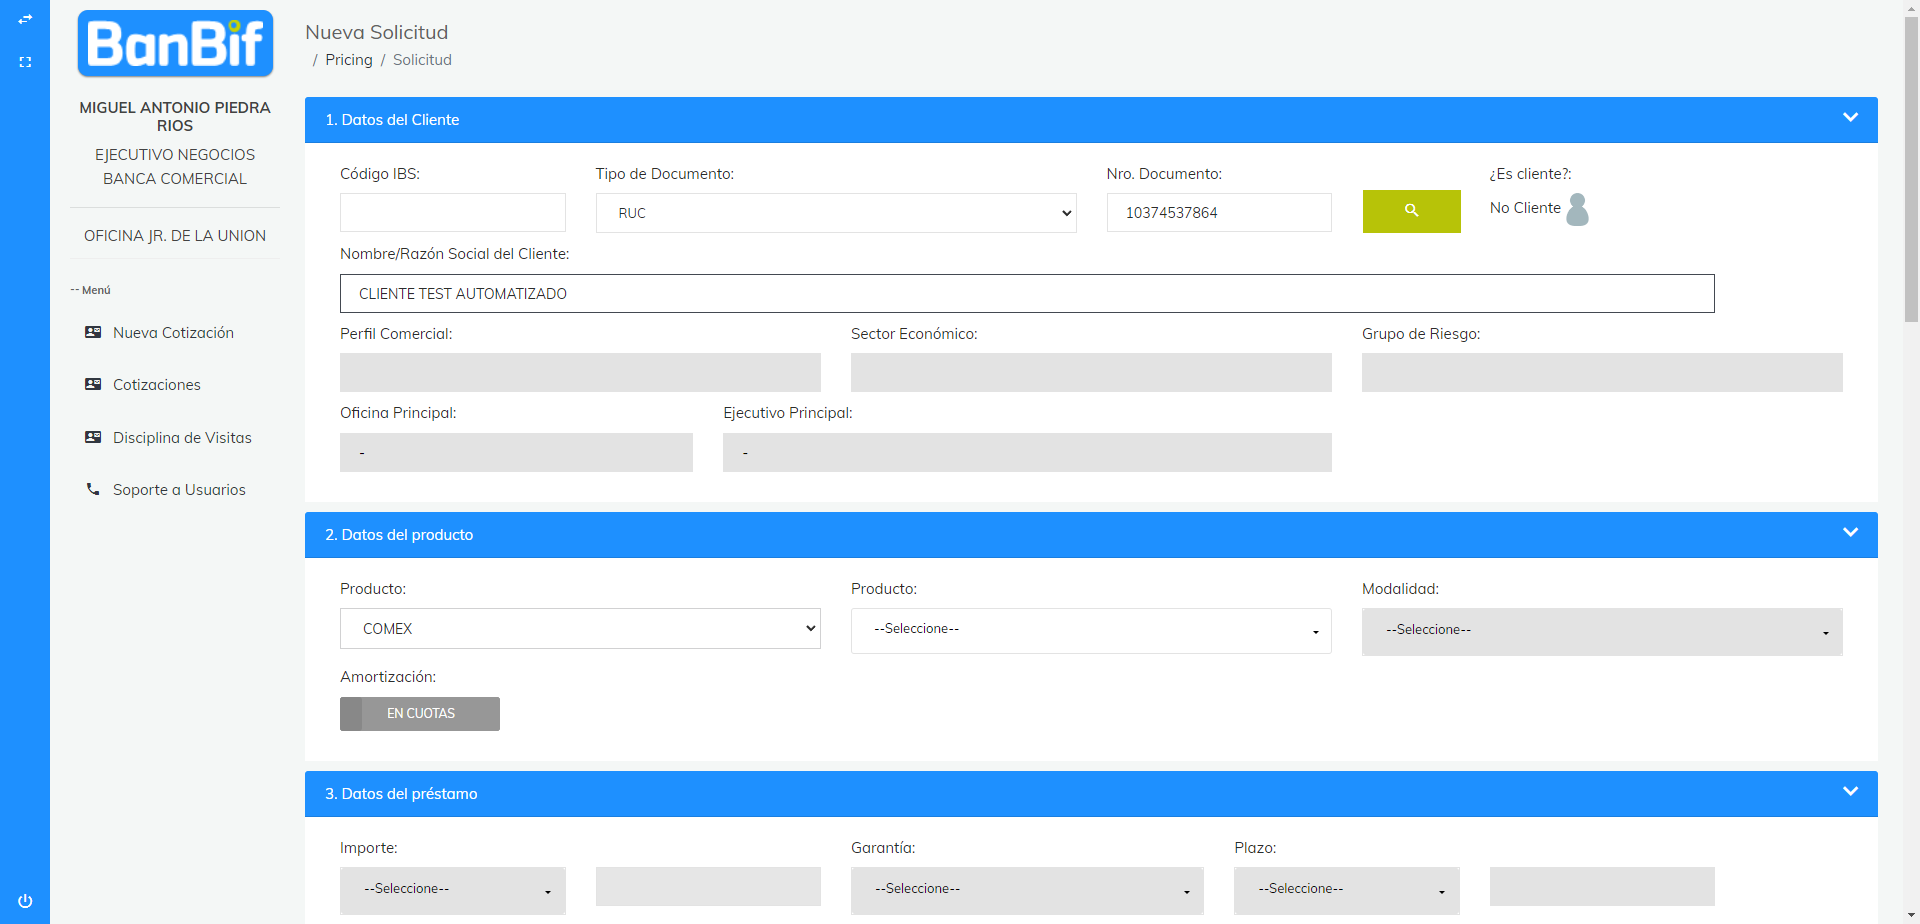 BanBif
MIGUEL ANTONIO PIEDRA
RIOS
EJECUTIVO NEGOCIOS
BANCA COMERCIAL
OFICINA JR. DE LA UNION
-- Menú
Nueva Cotización
Cotizaciones
Disciplina de Visitas
Soporte a Usuarios
Nueva Solicitud
/ Pricing / Solicitud
1. Datos del Cliente
Código IBS: Tipo de Documento: Nro. Documento: ¿Es cliente?:
RUC 10374537864 No Cliente
Nombre/Razón Social del Cliente:
CLIENTE TEST AUTOMATIZADO
Perfil Comercial: Sector Económico: Grupo de Riesgo:
Oficina Principal: Ejecutivo Principal:
- -
2. Datos del producto
Producto: Producto: Modalidad:
COMEX --Seleccione-- --Seleccione--
Amortización:
EN CUOTAS
3. Datos del préstamo
Importe: Garantía: Plazo:
--Seleccione-- --Seleccione-- --Seleccione--